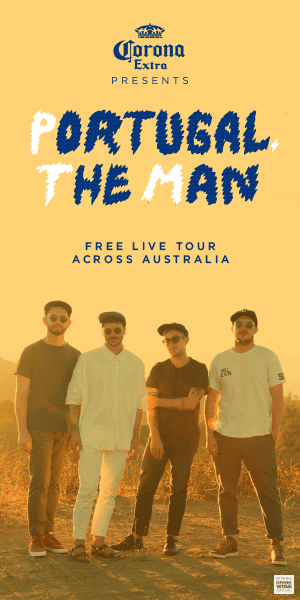 Corona
Extra
PRESENTS
PORTUGAL.
THE MAN
FREE LIVE TOUR
ACROSS AUSTRALIA